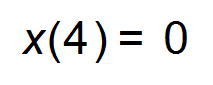 x(4) = 0